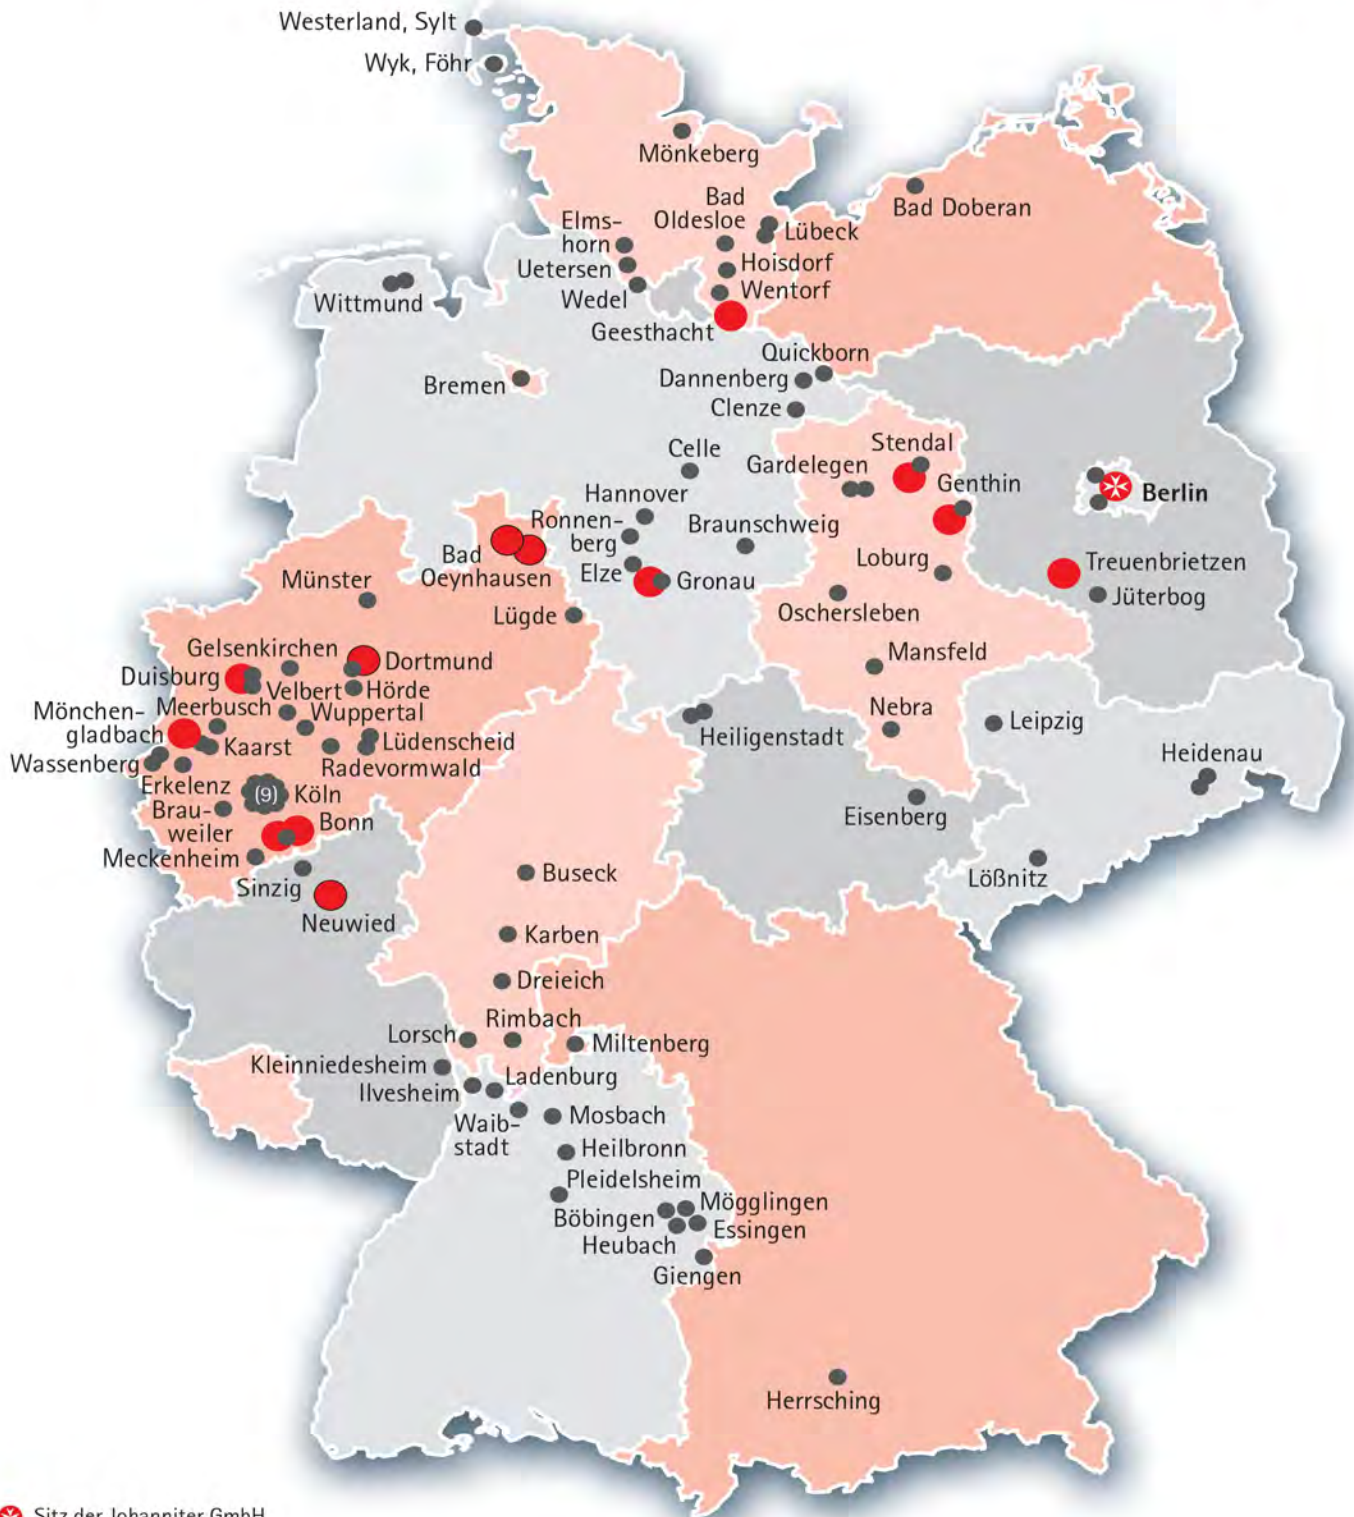 Westerland, Sylt
Wyk, Föhr
Mönkeberg
Bad Doberan
Bad
Oldesloe
Lübeck
Elms-
horn
Uetersen
Hoisdorf
Wedel
Wentorf
Wittmund
Geesthacht
Quickborn
Dannenberg
Bremen
Clenze
Stendal
Celle
Gardelegen
Genthin
Berlin
Hannover
Ronnen-
berg
Braunschweig
Bad
Oeynhausen
Loburg
Treuenbrietzen
Elze
Gronau
Münster
Jüterbog
Lügde
Oschersleben
Gelsenkirchen
Dortmund
Mansfeld
Duisburg
Velbert
Hörde
Meerbusch
Wuppertal
Mönchen-
gladbach
Nebra
Leipzig
Heiligenstadt
Kaarst
Lüdenscheid
Wassenberg
Radevormwald
Heidenau
Erkelenz
(9)
Köln
Brau-
weiler
Bonn
Eisenberg
Meckenheim
Sinzig
Buseck
Lößnitz
Neuwied
Karben
Dreieich
Rimbach
Lorsch
Miltenberg
Kleinniedesheim
Ladenburg
Ilvesheim
Waib-
stadt
Mosbach
Heilbronn
Pleidelsheim
Mögglingen
Böbingen
Essingen
Heubach
Giengen
Herrsching
Sitz der Johanniter GmbH